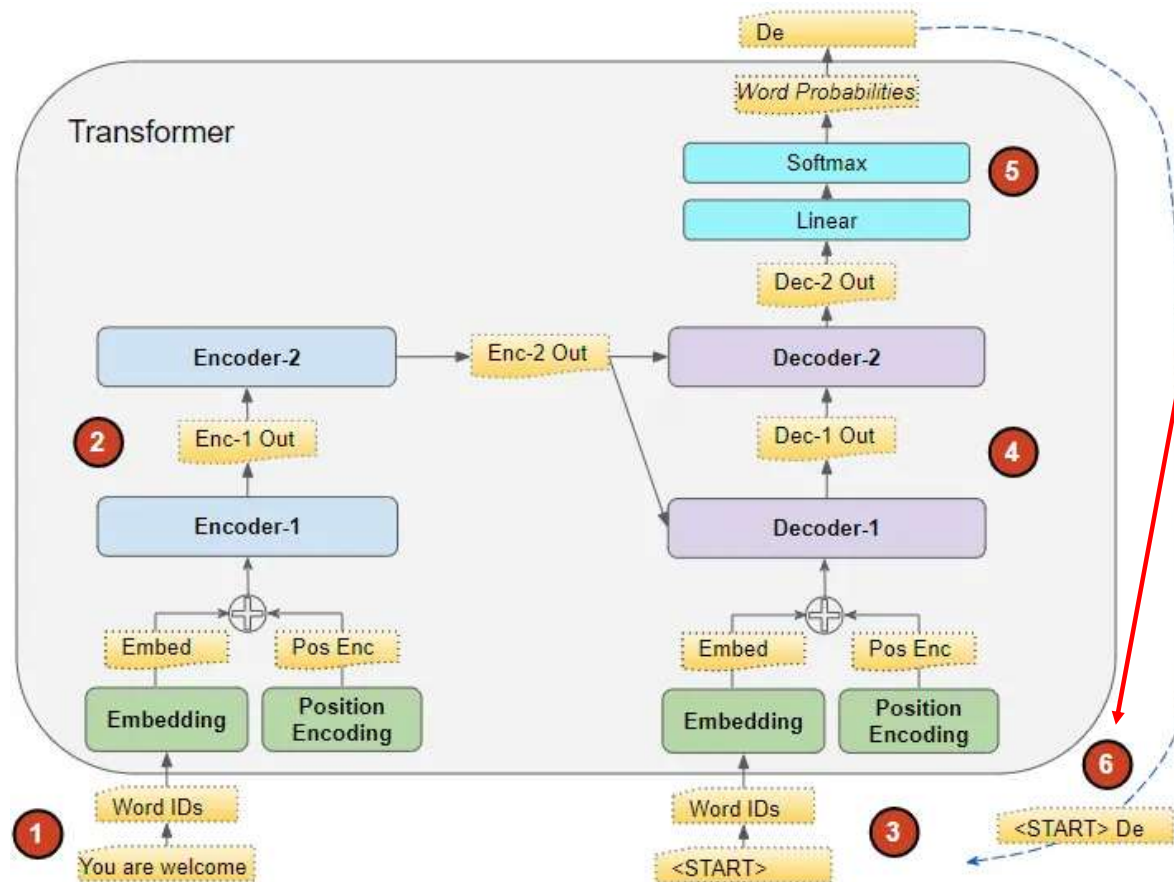 De
Word Probabilities
Transformer
Softmax
5
Linear
Dec-2 Out
Encoder-2
Enc-2 Out
Decoder-2
2
Enc-1 Out
Dec-1 Out
4
Encoder-1
Decoder-1
Embed
Pos Enc
Embed
Pos Enc
Embedding
Position
Encoding
Embedding
Position
Encoding
6
1
Word IDs
Word IDs
3
<START> De
You are welcome
<START>